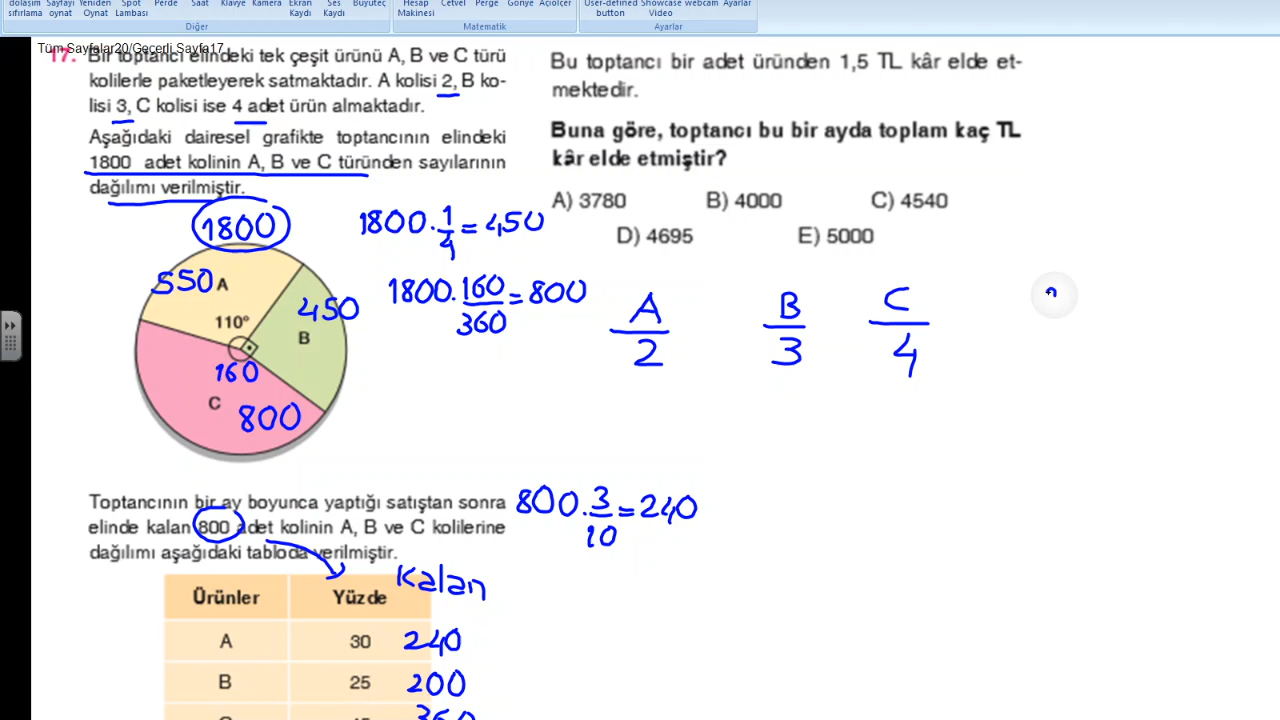 dolaşım Sayfayı Yeniden Spot Perde Saat Klavye Kamera Ekran Ses Büyüteç Hesap Cetvel Pergel Gönye Açıölçer User-defined Showcase webcam Ayarlar
oynat Oynat Lambası Kaydı Kaydı Makinesi button Video
Diğer Matematik Ayarlar
Tüm Sayfalar20/Geçerli Sayfa17
17. Bir toptancı elindeki tek çeşit ürünü A, B ve C türü
kolilerle paketleyerek satmaktadır. A kolisi 2, B ko-
lisi 3, C kolisi ise 4 adet ürün almaktadır.
Aşağıdaki dairesel grafikte toptancının elindeki
1800 adet kolinin A, B ve C türünden sayılarının
dağılımı verilmiştir.
1800
550 A
450
110°
B
160
C
800
1800 . 1/4 = 450
1800 . 160/360 = 800
Toptancının bir ay boyunca yaptığı satıştan sonra
elinde kalan 800 adet kolinin A, B ve C kolilerine
dağılımı aşağıdaki tabloda verilmiştir.
Kalan
Ürünler Yüzde
A 30 240
B 25 200
800 . 3/10 = 240
Bu toptancı bir adet üründen 1,5 TL kâr elde et-
mektedir.
Buna göre, toptancı bu bir ayda toplam kaç TL
kâr elde etmiştir?
A) 3780 B) 4000 C) 4540
D) 4695 E) 5000
A B C
2 3 4